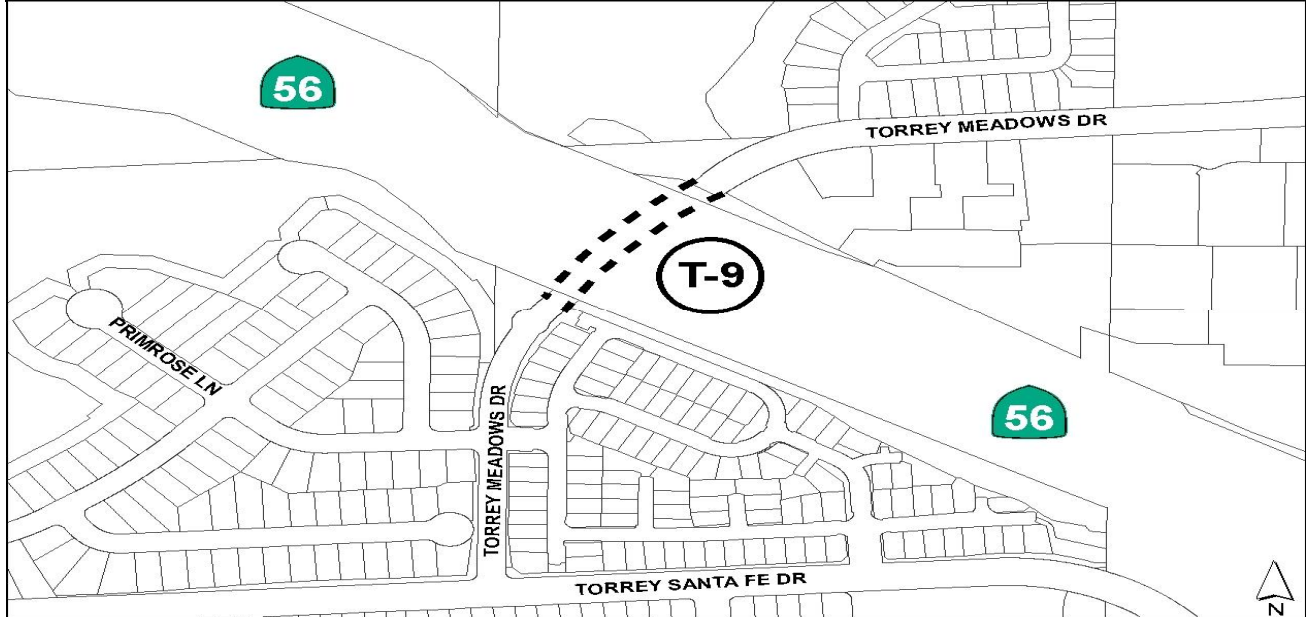 56
TORREY MEADOWS DR
T-9
PRIMROSE LN
TORREY MEADOWS DR
56
TORREY SANTA FE DR
N